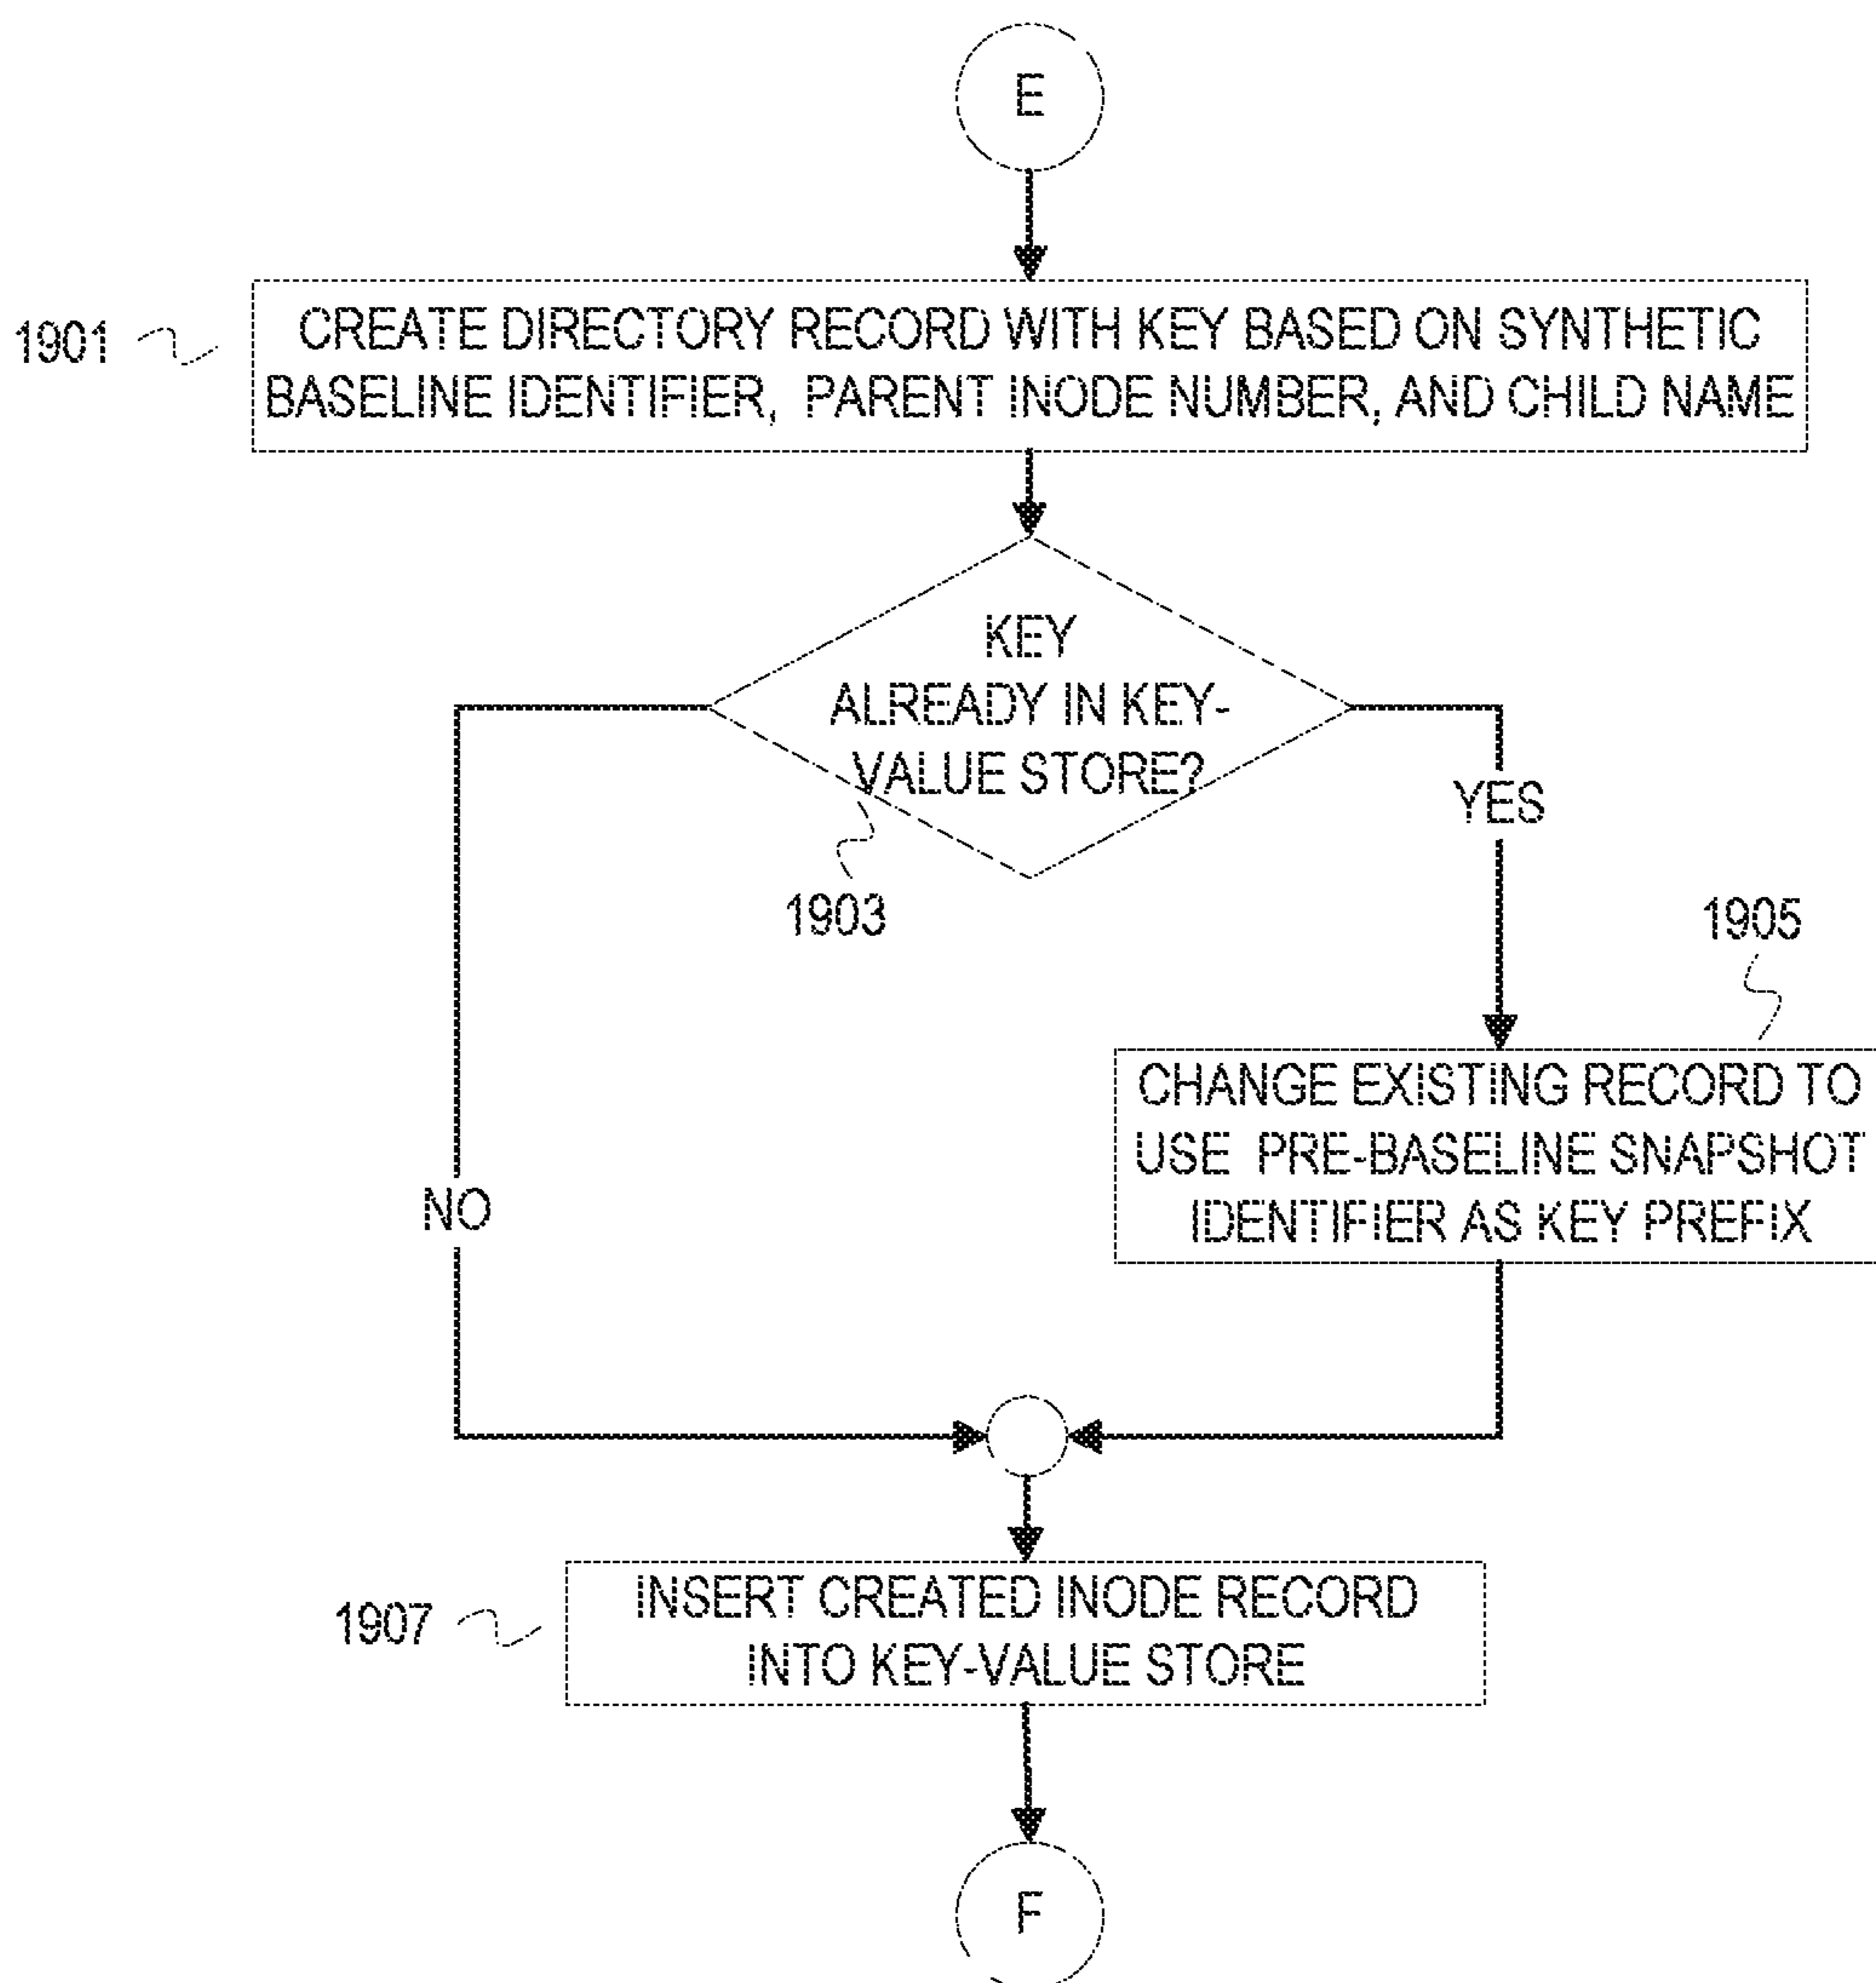 E
1901
CREATE DIRECTORY RECORD WITH KEY BASED ON SYNTHETIC
BASELINE IDENTIFIER, PARENT INODE NUMBER, AND CHILD NAME
KEY
ALREADY IN KEY-
VALUE STORE?
YES
1903
1905
CHANGE EXISTING RECORD TO
USE PRE-BASELINE SNAPSHOT
IDENTIFIER AS KEY PREFIX
NO
1907
INSERT CREATED INODE RECORD
INTO KEY-VALUE STORE
F